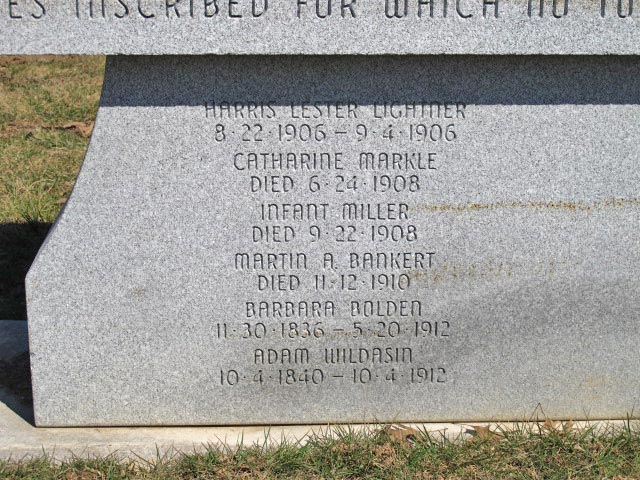 ES INSCRIBED FOR WHICH NO TO
HARRIS LESTER LIGHTNER
8·22·1906 – 9·4·1906
CATHARINE MARKLE
DIED 6·24·1908
INFANT MILLER
DIED 9·22·1908
MARTIN A. BANKERT
DIED 11·12·1910
BARBARA BOLDEN
11·30·1836 – 5·20·1912
ADAM WILDASIN
10·4·1840 – 10·4·1912